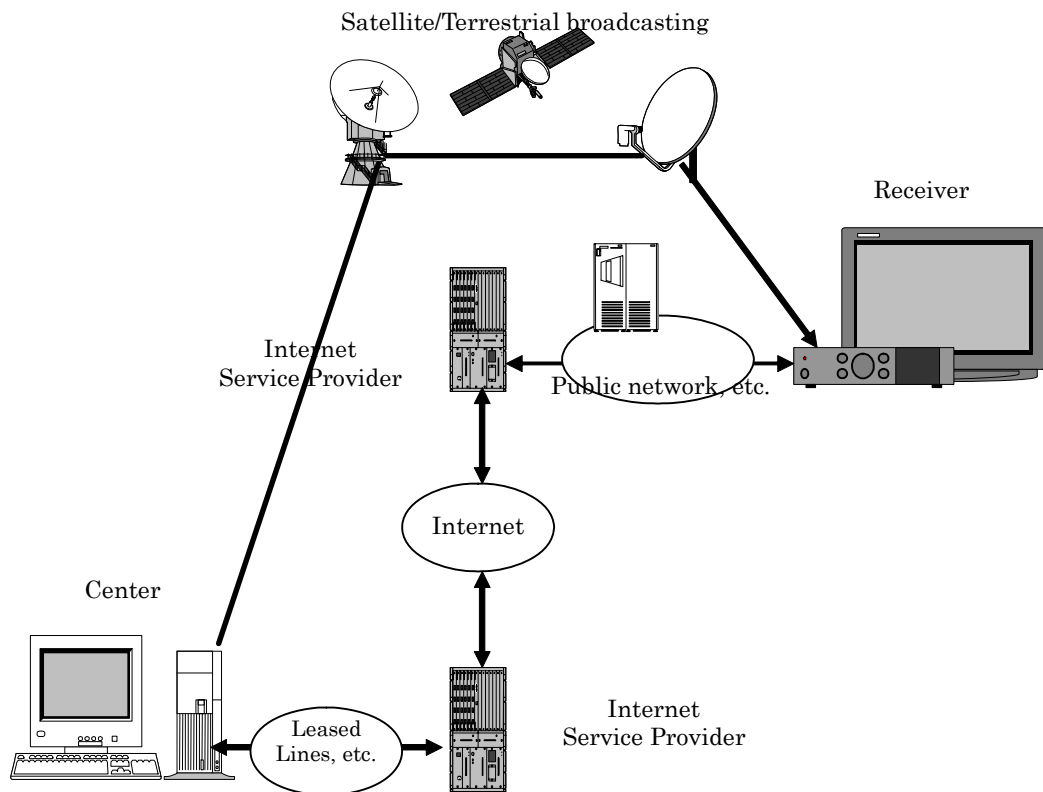 Satellite/Terrestrial broadcasting
Receiver
Internet
Service Provider
Public network, etc.
Internet
Center
Leased
Lines, etc.
Internet
Service Provider